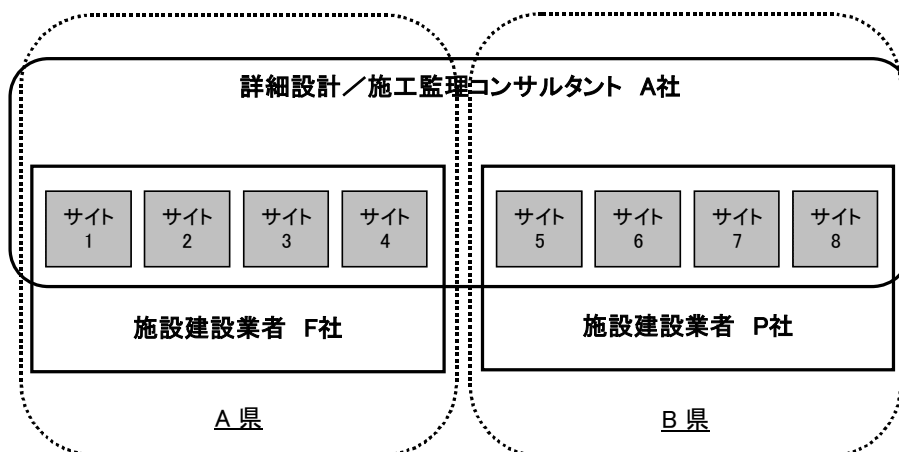 詳細設計／施工監理コンサルタント A社
サイト
1
サイト
2
サイト
3
サイト
4
サイト
5
サイト
6
サイト
7
サイト
8
施設建設業者 F社
施設建設業者 P社
A 県
B 県